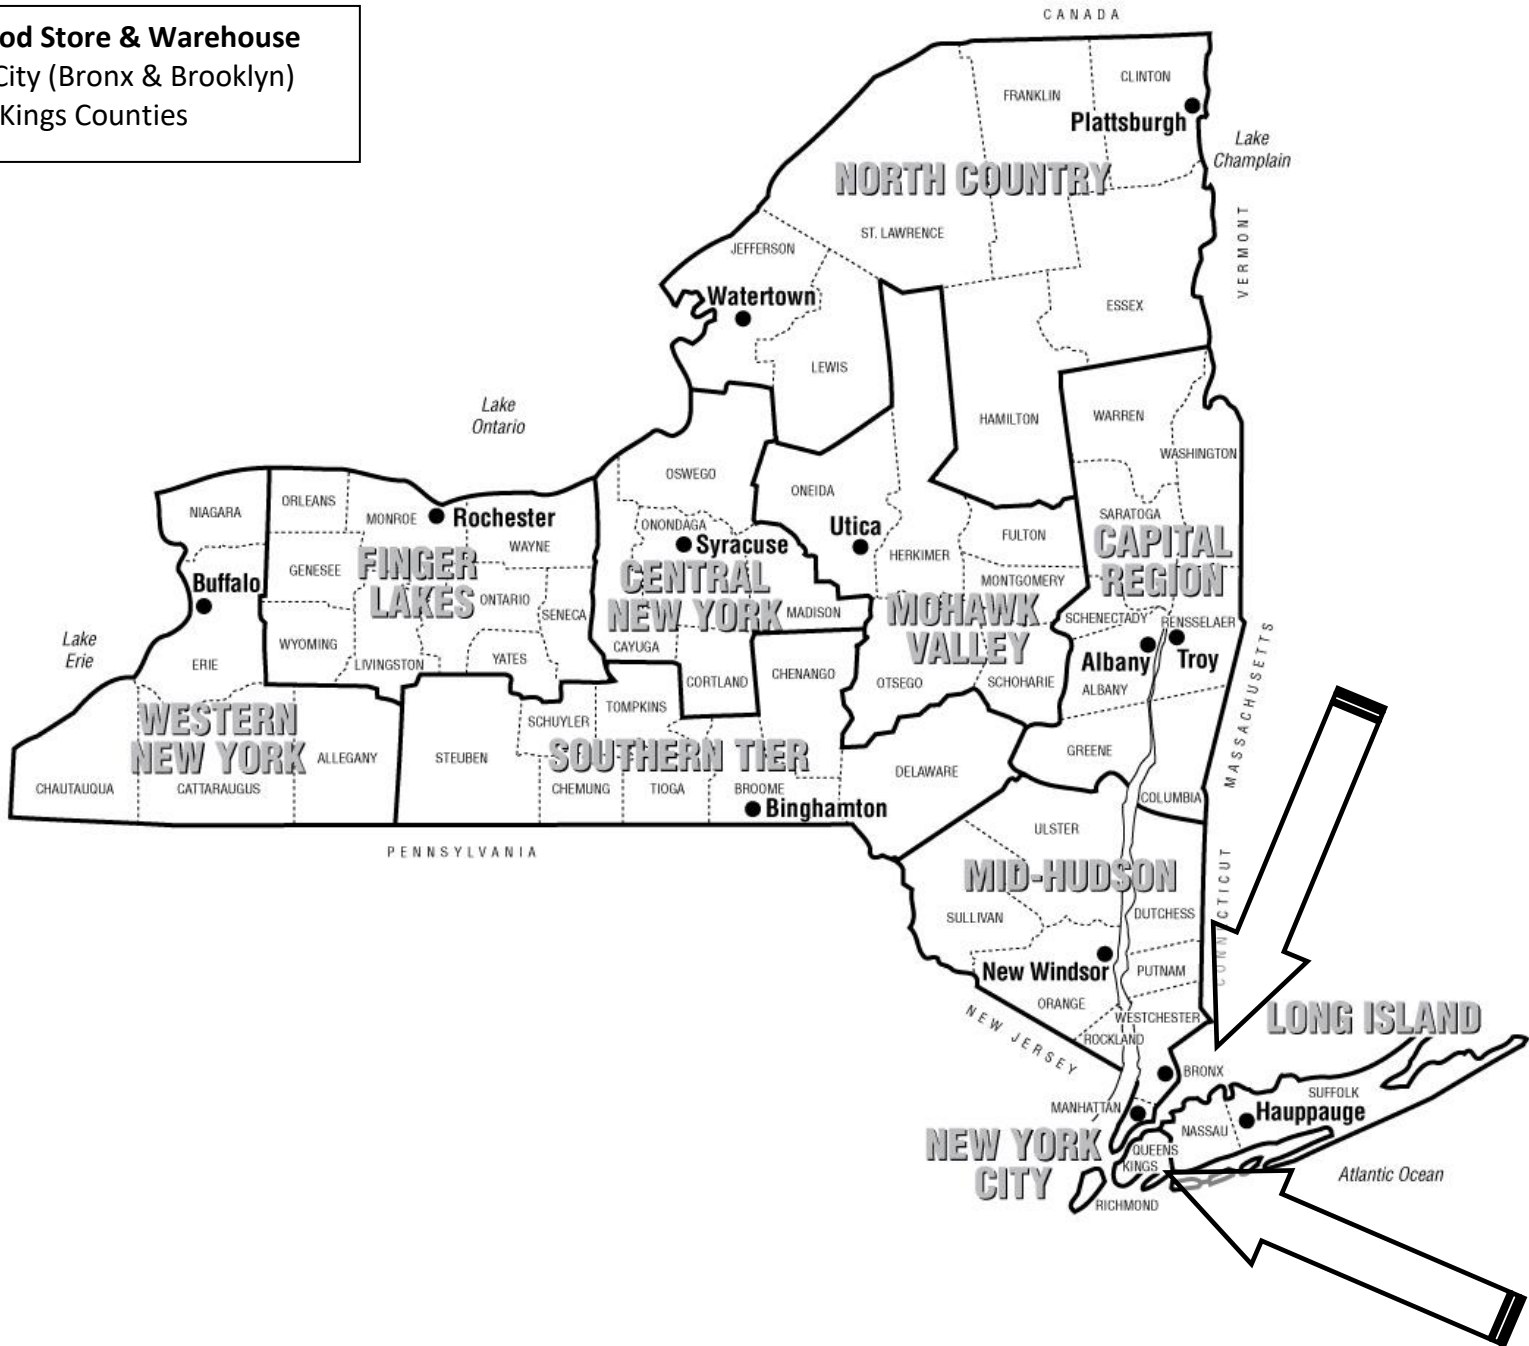 od Store & Warehouse
City (Bronx & Brooklyn)
Kings Counties
CANADA
CLINTON
FRANKLIN
Plattsburgh
Lake
Champlain
NORTH COUNTRY
VERMONT
ST. LAWRENCE
JEFFERSON
Watertown
ESSEX
LEWIS
Lake
Ontario
HAMILTON
WARREN
WASHINGTON
OSWEGO
ONEIDA
NIAGARA
ORLEANS
MONROE
Rochester
ONONDAGA
Syracuse
Utica
SARATOGA
FULTON
WAYNE
HERKIMER
CAPITAL
REGION
FINGER
LAKES
GENESEE
Buffalo
CENTRAL
NEW YORK
MONTGOMERY
ONTARIO
SENECA
MADISON
MOHAWK
VALLEY
SCHENECTADY
RENSSELAER
Lake
Erie
WYOMING
CAYUGA
ERIE
LIVINGSTON
YATES
Albany
Troy
ALBANY
CORTLAND
CHENANGO
OTSEGO
SCHOHARIE
MASSACHUSETTS
TOMPKINS
SCHUYLER
WESTERN
NEW YORK
ALLEGANY
STEUBEN
SOUTHERN TIER
GREENE
DELAWARE
CHAUTAUQUA
CATTARAUGUS
CHEMUNG
TIOGA
BROOME
Binghamton
COLUMBIA
ULSTER
PENNSYLVANIA
MID-HUDSON
CONNECTICUT
SULLIVAN
DUTCHESS
New Windsor
PUTNAM
ORANGE
WESTCHESTER
LONG ISLAND
NEW JERSEY
ROCKLAND
BRONX
SUFFOLK
MANHATTAN
Hauppauge
NASSAU
NEW YORK
CITY
QUEENS
KINGS
Atlantic Ocean
RICHMOND